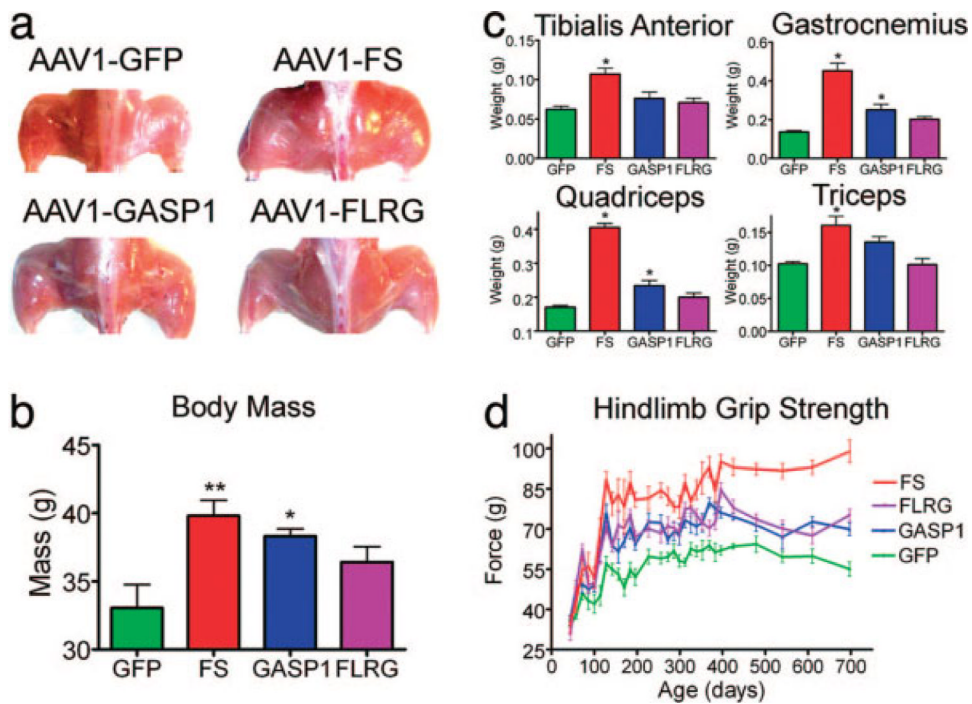 a
AAV1-GFP
AAV1-FS
AAV1-GASP1
AAV1-FLRG
b
Body Mass
Mass (g)
45
40
35
30
**
*
GFP
FS
GASP1
FLRG
c
Tibialis Anterior
Weight (g)
0.15
0.10
0.05
0.00
*
GFP
FS
GASP1
FLRG
Gastrocnemius
Weight (g)
0.6
0.4
0.2
0.0
*
*
GFP
FS
GASP1
FLRG
Quadriceps
Weight (g)
0.4
0.3
0.2
0.1
*
*
GFP
FS
GASP1
FLRG
Triceps
Weight (g)
0.15
0.10
0.05
0.00
*
GFP
FS
GASP1
FLRG
d
Hindlimb Grip Strength
Force (g)
100
85
70
55
40
25
0 100 200 300 400 500 600 700
Age (days)
FS
FLRG
GASP1
GFP